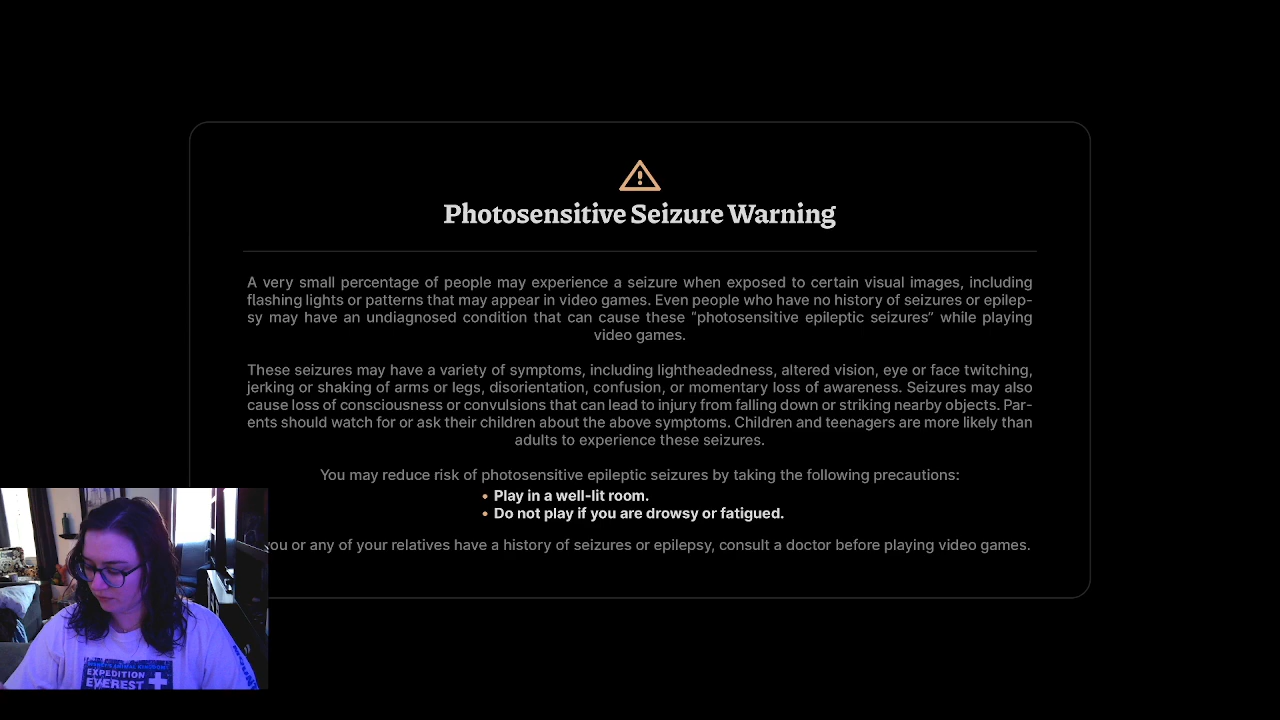 Photosensitive Seizure Warning
A very small percentage of people may experience a seizure when exposed to certain visual images, including
flashing lights or patterns that may appear in video games. Even people who have no history of seizures or epilep-
sy may have an undiagnosed condition that can cause these "photosensitive epileptic seizures" while playing
video games.
These seizures may have a variety of symptoms, including lightheadedness, altered vision, eye or face twitching,
jerking or shaking of arms or legs, disorientation, confusion, or momentary loss of awareness. Seizures may also
cause loss of consciousness or convulsions that can lead to injury from falling down or striking nearby objects. Par-
ents should watch for or ask their children about the above symptoms. Children and teenagers are more likely than
adults to experience these seizures.
You may reduce risk of photosensitive epileptic seizures by taking the following precautions:
• Play in a well-lit room.
• Do not play if you are drowsy or fatigued.
you or any of your relatives have a history of seizures or epilepsy, consult a doctor before playing video games.
DISNEY'S ANIMAL KINGDOM
EXPEDITION
EVEREST